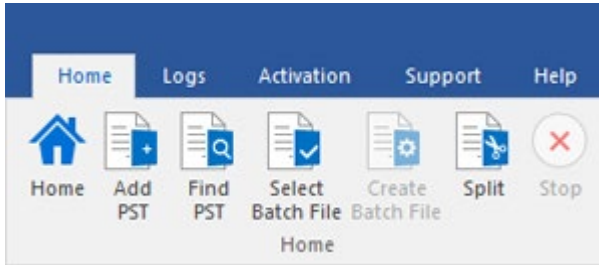 Home Logs Activation Support Help
Home Add Find Select Create Split Stop
PST PST Batch File Batch File
Home